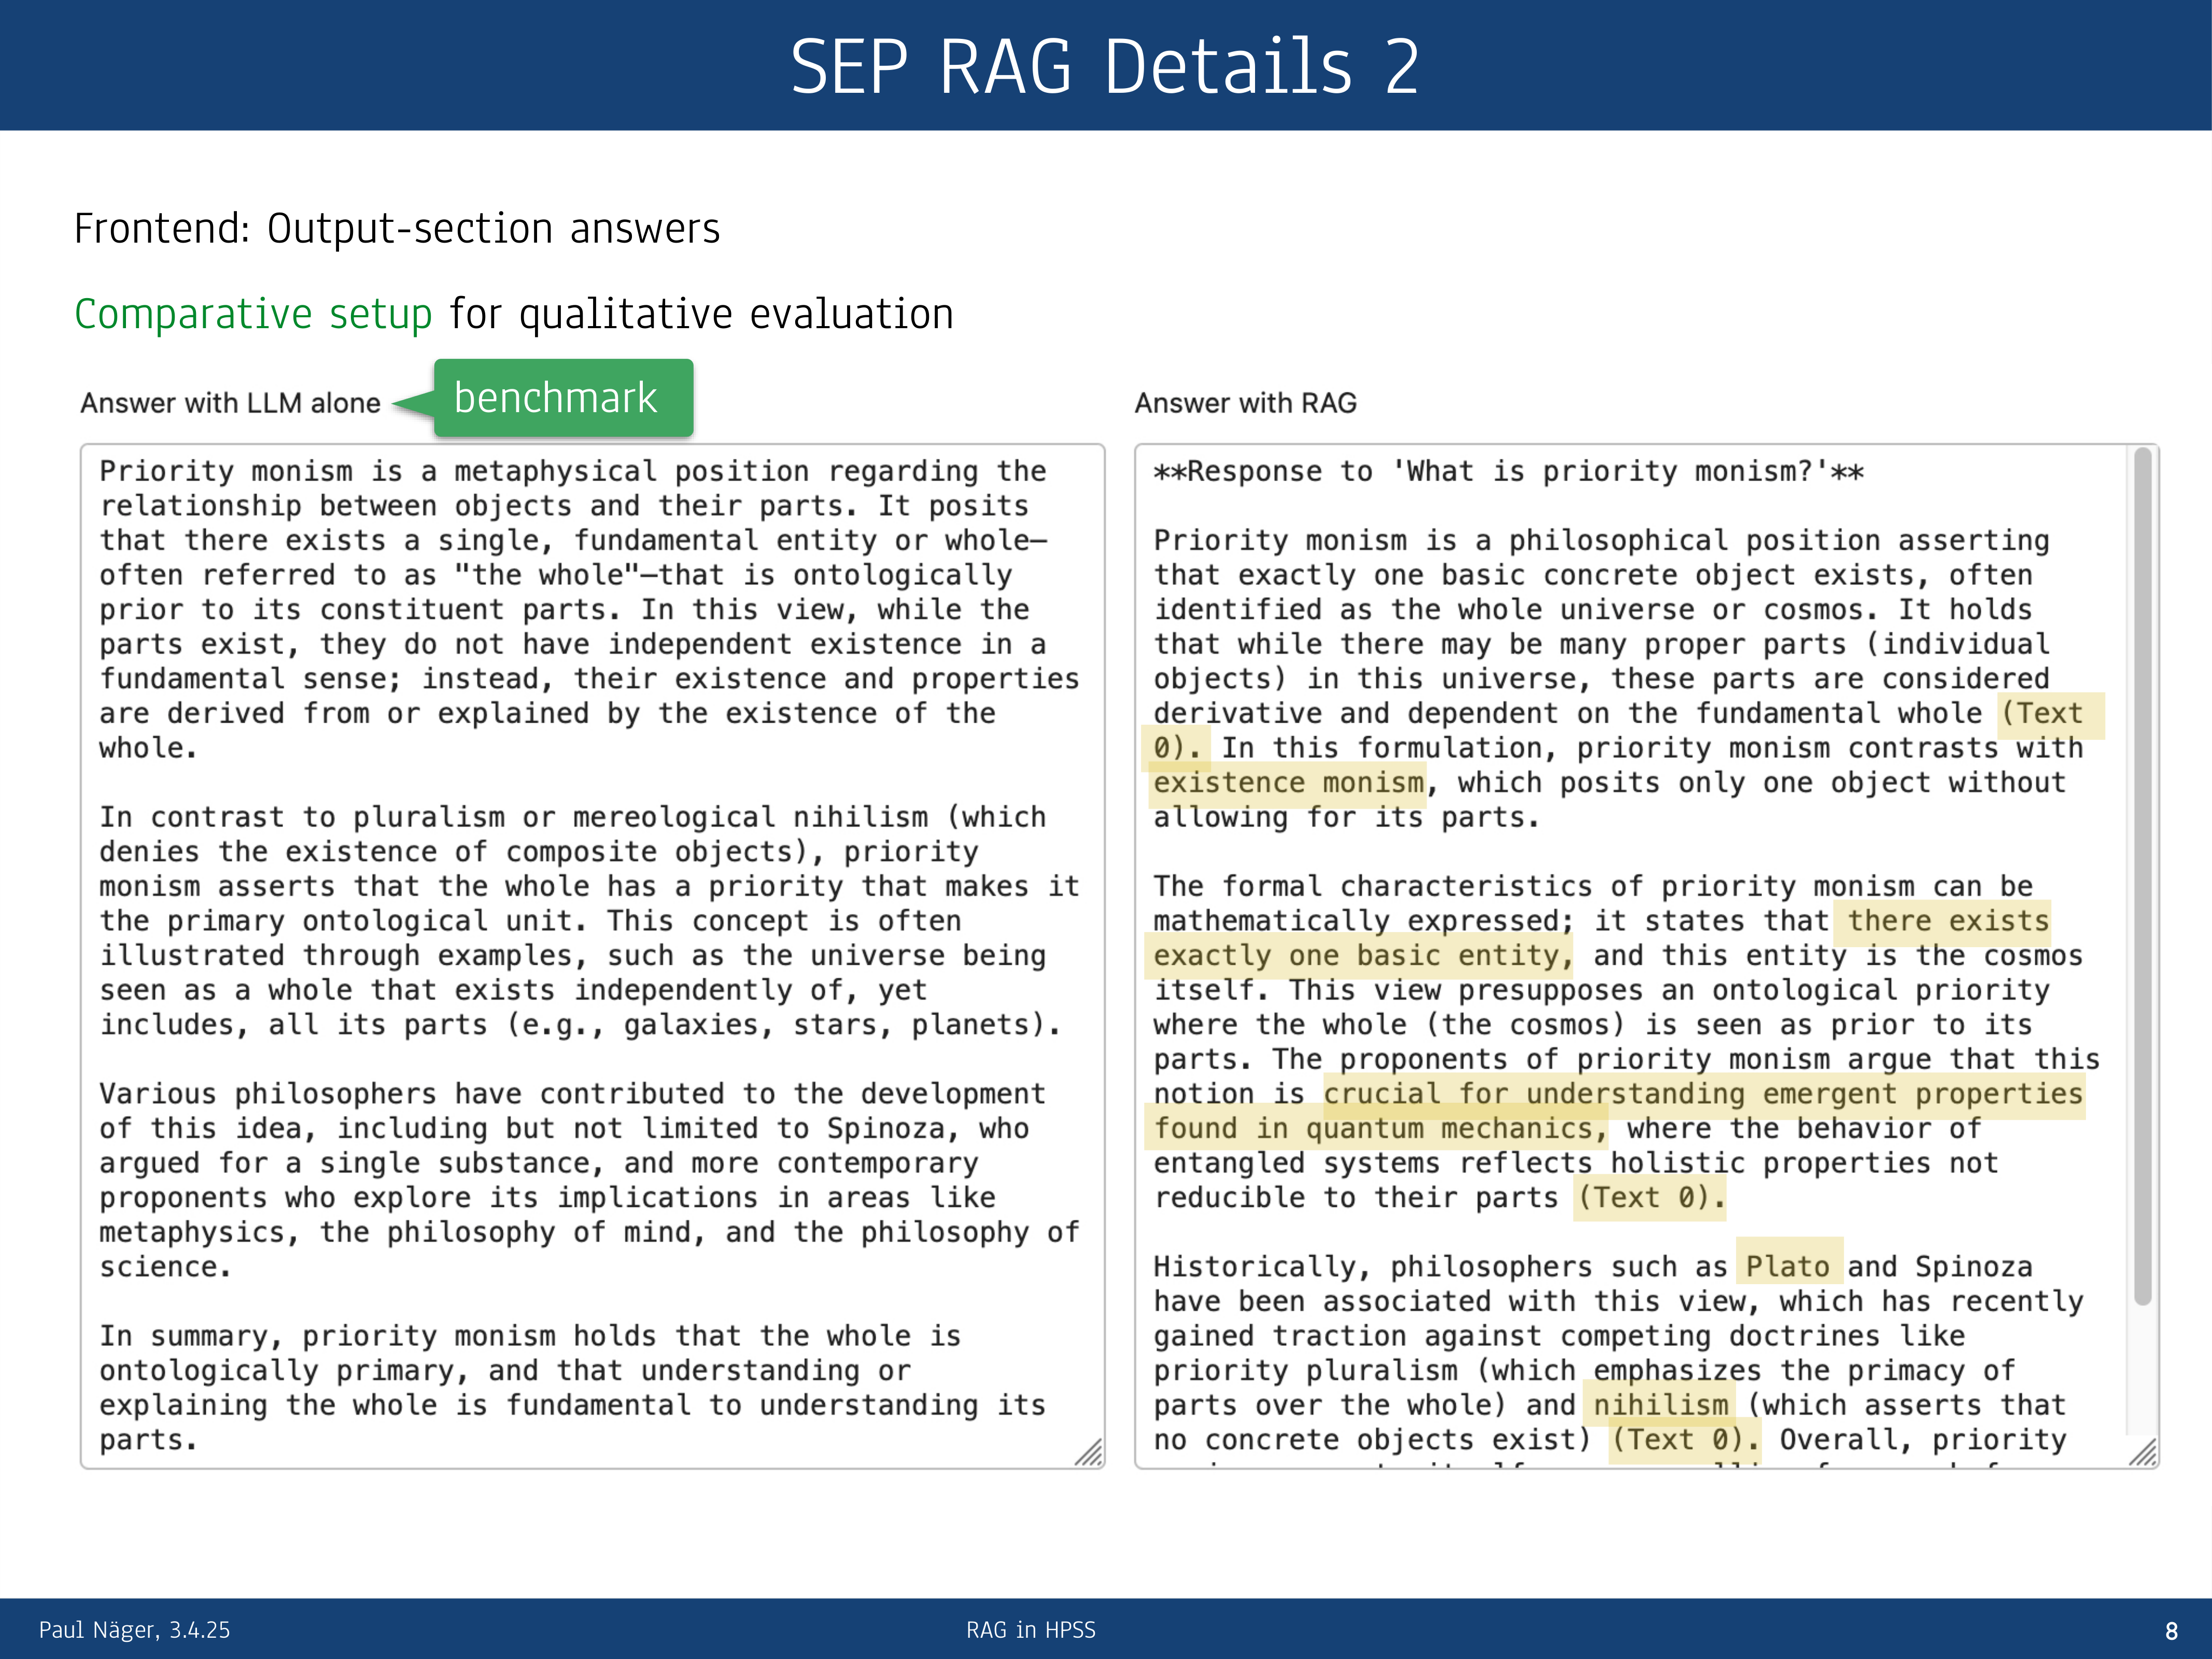 SEP RAG Details 2
Frontend: Output-section answers
Comparative setup for qualitative evaluation
Answer with LLM alone
benchmark
Priority monism is a metaphysical position regarding the
relationship between objects and their parts. It posits
that there exists a single, fundamental entity or whole—
often referred to as "the whole"—that is ontologically
prior to its constituent parts. In this view, while the
parts exist, they do not have independent existence in a
fundamental sense; instead, their existence and properties
are derived from or explained by the existence of the
whole.
In contrast to pluralism or mereological nihilism (which
denies the existence of composite objects), priority
monism asserts that the whole has a priority that makes it
the primary ontological unit. This concept is often
illustrated through examples, such as the universe being
seen as a whole that exists independently of, yet
includes, all its parts (e.g., galaxies, stars, planets).
Various philosophers have contributed to the development
of this idea, including but not limited to Spinoza, who
argued for a single substance, and more contemporary
proponents who explore its implications in areas like
metaphysics, the philosophy of mind, and the philosophy of
science.
In summary, priority monism holds that the whole is
ontologically primary, and that understanding or
explaining the whole is fundamental to understanding its
parts.
Answer with RAG
**Response to 'What is priority monism?'**
Priority monism is a philosophical position asserting
that exactly one basic concrete object exists, often
identified as the whole universe or cosmos. It holds
that while there may be many proper parts (individual
objects) in this universe, these parts are considered
derivative and dependent on the fundamental whole (Text
0). In this formulation, priority monism contrasts with
existence monism, which posits only one object without
allowing for its parts.
The formal characteristics of priority monism can be
mathematically expressed; it states that there exists
exactly one basic entity, and this entity is the cosmos
itself. This view presupposes an ontological priority
where the whole (the cosmos) is seen as prior to its
parts. The proponents of priority monism argue that this
notion is crucial for understanding emergent properties
found in quantum mechanics, where the behavior of
entangled systems reflects holistic properties not
reducible to their parts (Text 0).
Historically, philosophers such as Plato and Spinoza
have been associated with this view, which has recently
gained traction against competing doctrines like
priority pluralism (which emphasizes the primacy of
parts over the whole) and nihilism (which asserts that
no concrete objects exist) (Text 0). Overall, priority
Paul Näger, 3.4.25
RAG in HPSS
8